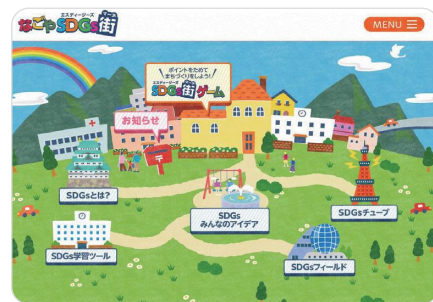 エスディージーズ
なごやSDGs街
MENU
ポイントをためて
まちづくりをしよう!
エスディージーズ
SDGs街ゲーム
お知らせ
SDGsとは?
SDGs
みんなのアイデア
SDGsチューブ
SDGs学習ツール
SDGsフィールド